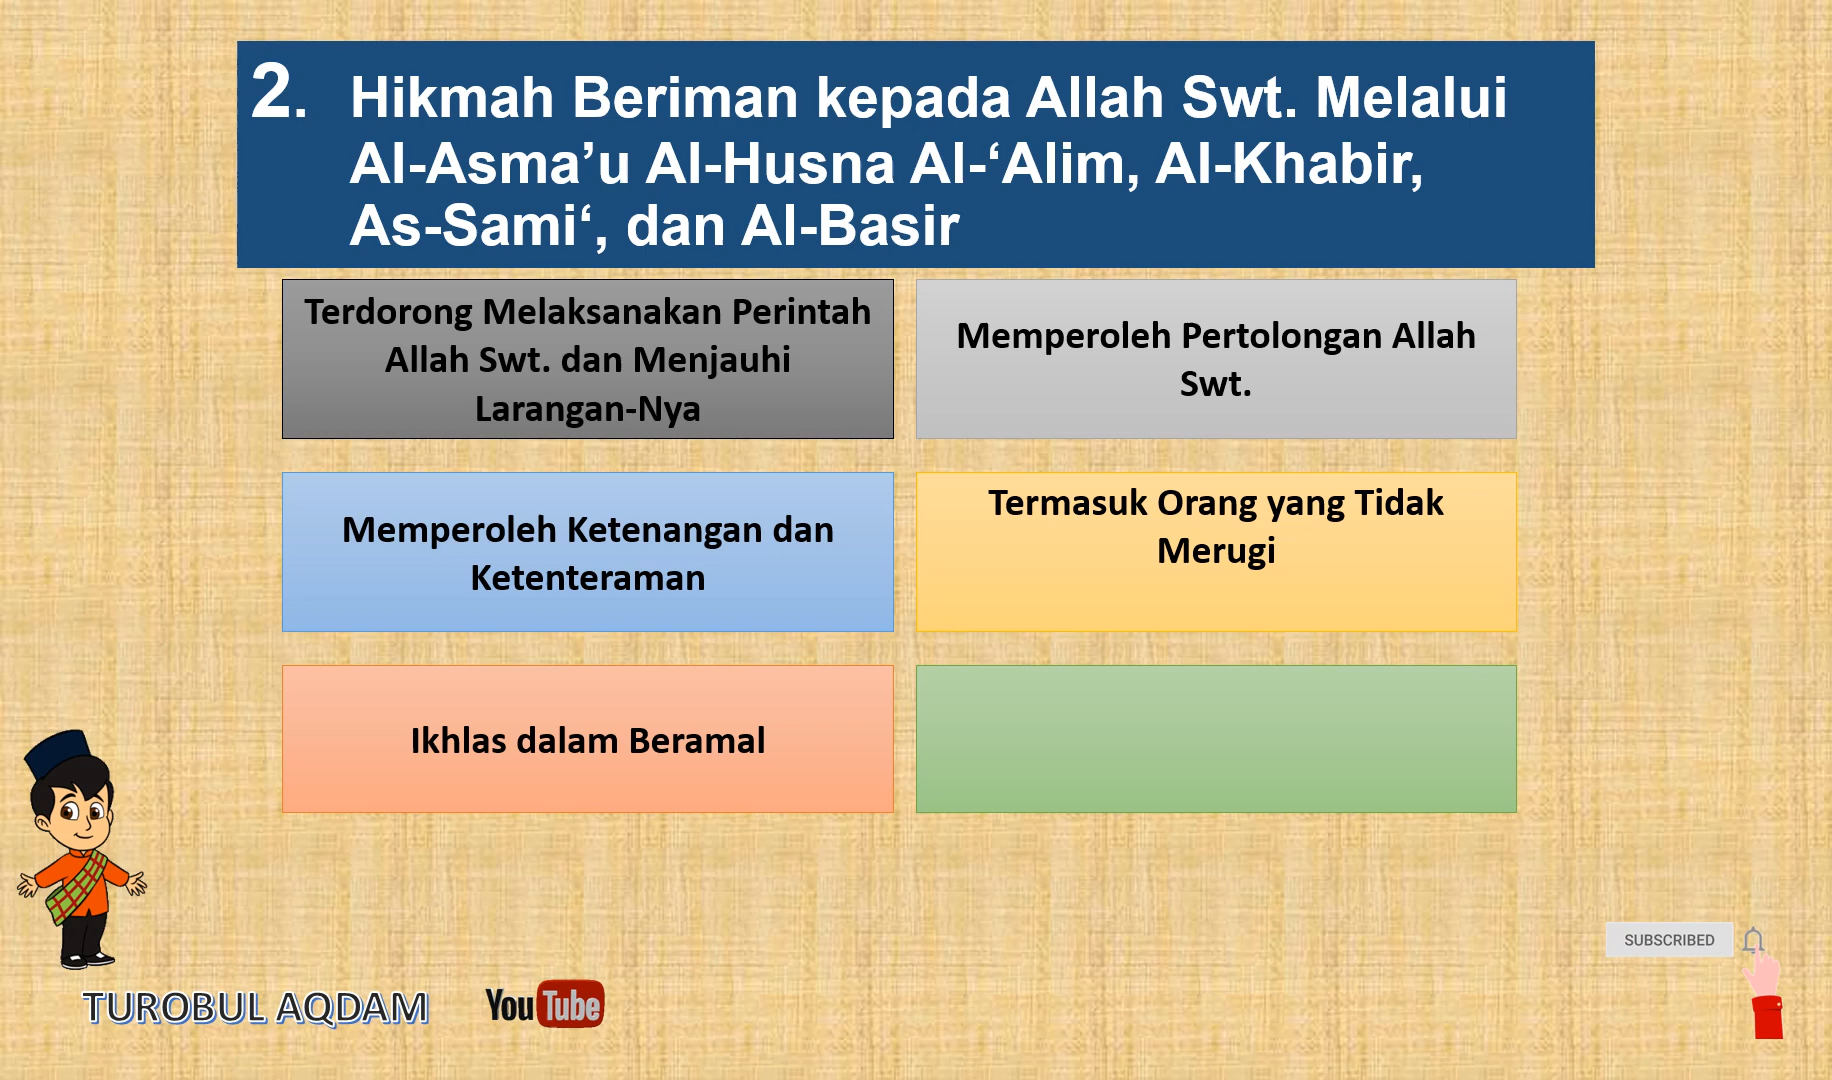 2. Hikmah Beriman kepada Allah Swt. Melalui
Al-Asma’u Al-Husna Al-‘Alim, Al-Khabir,
As-Sami‘, dan Al-Basir
Terdorong Melaksanakan Perintah
Allah Swt. dan Menjauhi
Larangan-Nya
Memperoleh Pertolongan Allah
Swt.
Memperoleh Ketenangan dan
Ketenteraman
Termasuk Orang yang Tidak
Merugi
Ikhlas dalam Beramal
SUBSCRIBED
TUROBUL AQDAM
YouTube